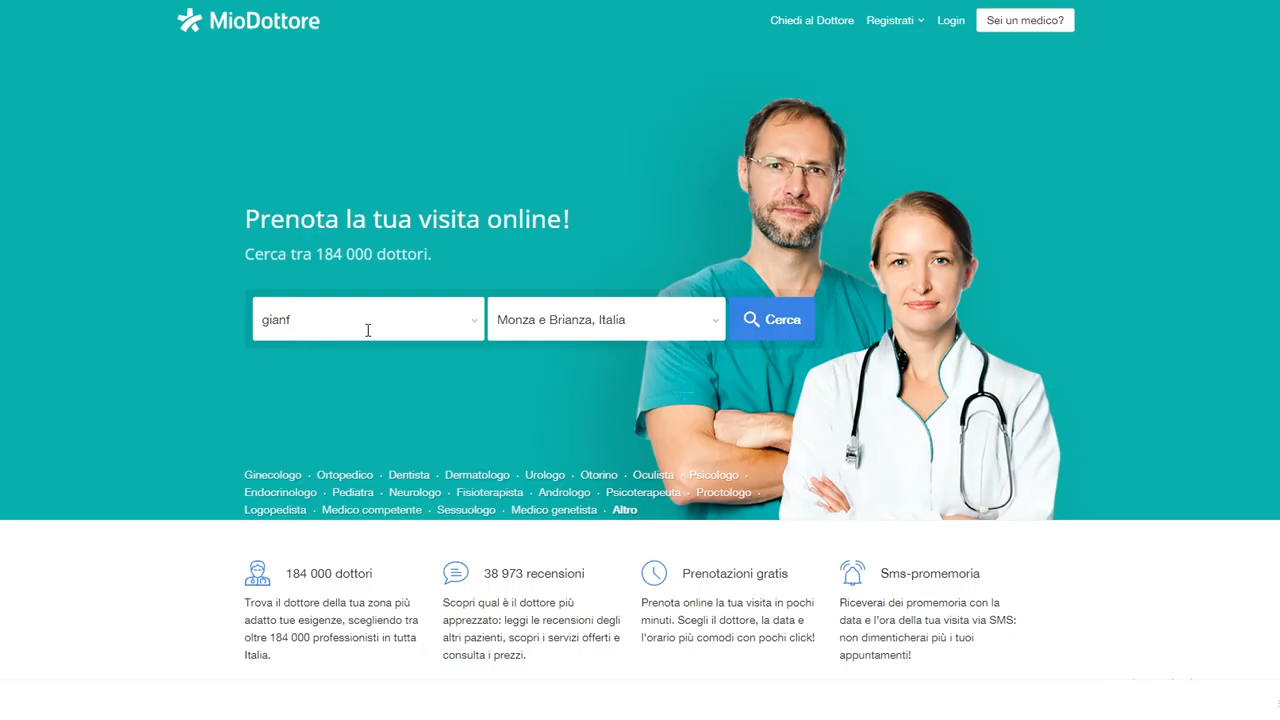 MioDottore
Chiedi al Dottore Registrati Login Sei un medico?
Prenota la tua visita online!
Cerca tra 184 000 dottori.
gianf Monza e Brianza, Italia Cerca
Ginecologo · Ortopedico · Dentista · Dermatologo · Urologo · Otorino · Oculista · Psicologo ·
Endocrinologo · Pediatra · Neurologo · Fisioterapista · Andrologo · Psicoterapeuta · Proctologo ·
Logopedista · Medico competente · Sessuologo · Medico genetista · Altro
184 000 dottori
Trova il dottore della tua zona più
adatto tue esigenze, scegliendo tra
oltre 184 000 professionisti in tutta
Italia.
38 973 recensioni
Scopri qual è il dottore più
apprezzato: leggi le recensioni degli
altri pazienti, scopri i servizi offerti e
consulta i prezzi.
Prenotazioni gratis
Prenota online la tua visita in pochi
minuti. Scegli il dottore, la data e
l'orario più comodi con pochi click!
Sms-promemoria
Riceverai dei promemoria con la
data e l'ora della tua visita via SMS:
non dimenticherai più i tuoi
appuntamenti!